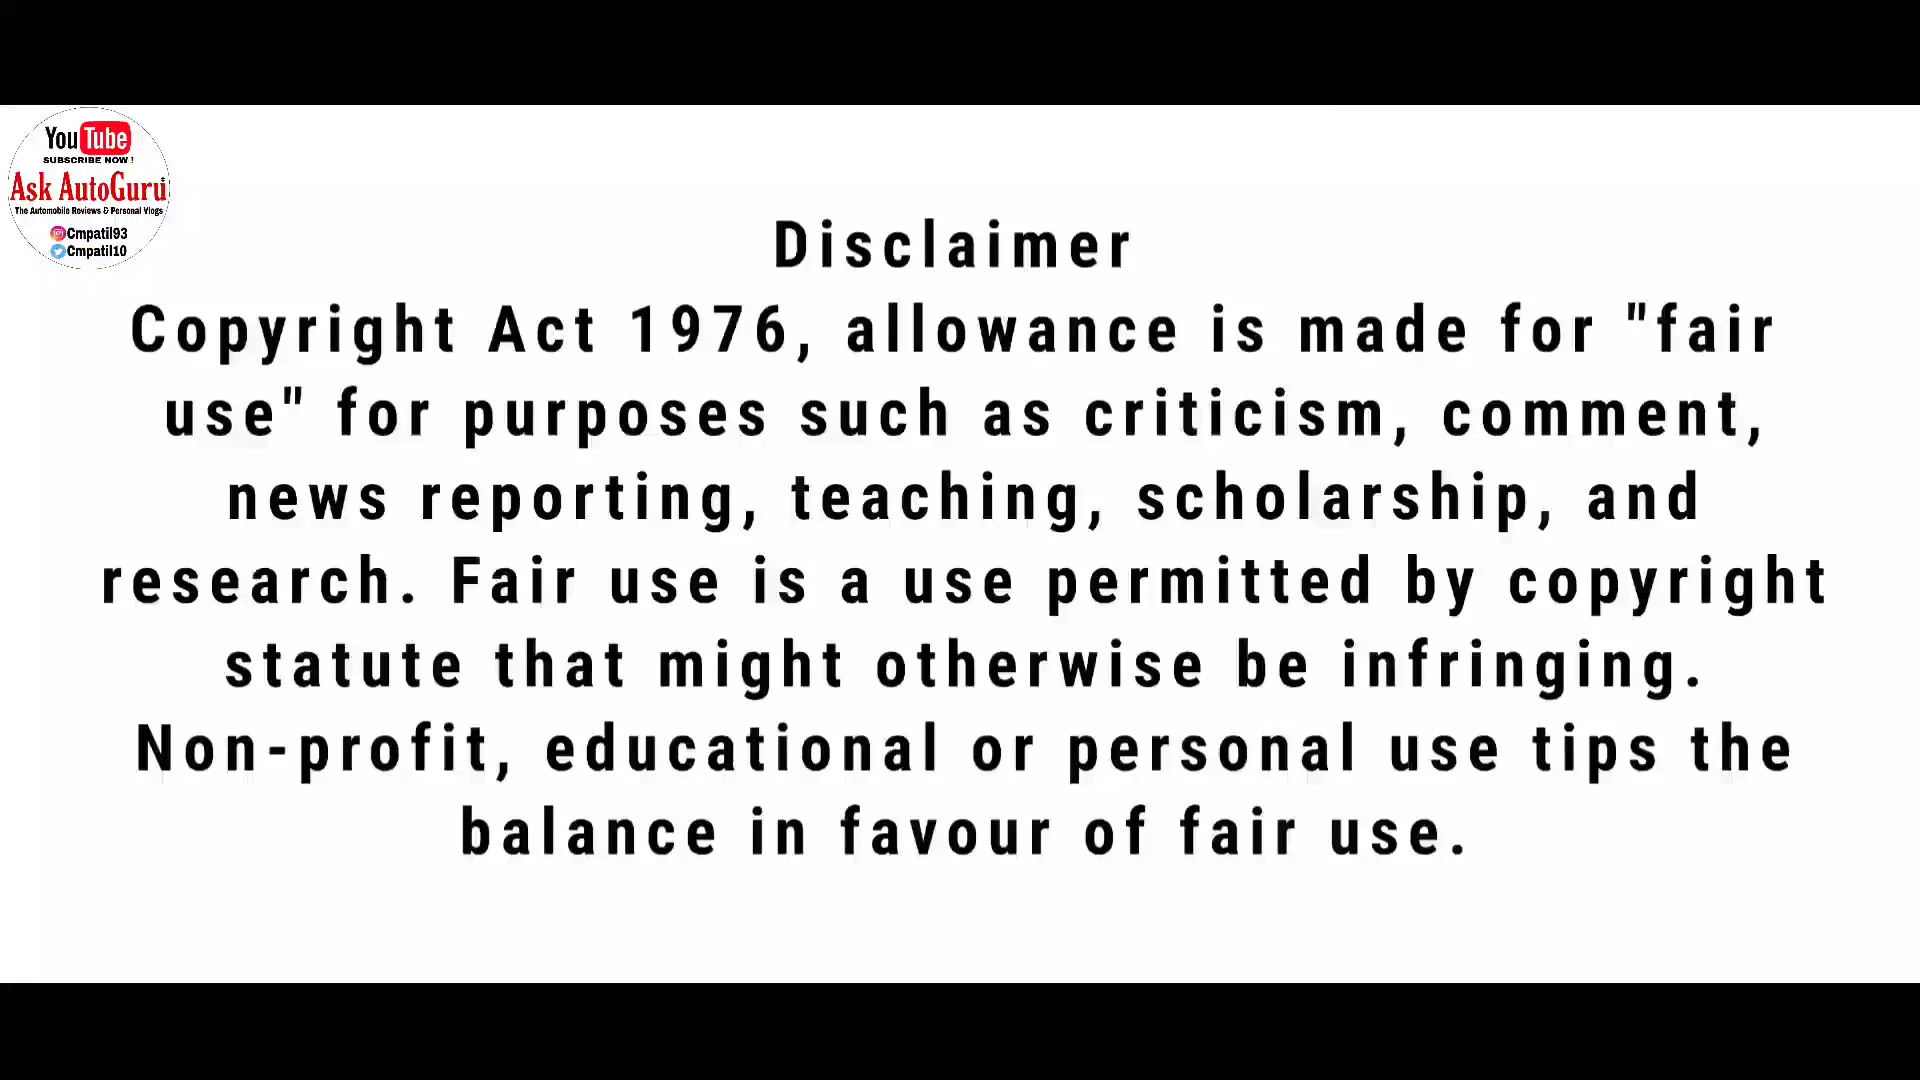 YouTube
SUBSCRIBE NOW !
Ask AutoGuru
The Automobile Reviews & Personal Vlogs
Cmpatil93
Cmpatil10
Disclaimer
Copyright Act 1976, allowance is made for "fair
use" for purposes such as criticism, comment,
news reporting, teaching, scholarship, and
research. Fair use is a use permitted by copyright
statute that might otherwise be infringing.
Non-profit, educational or personal use tips the
balance in favour of fair use.